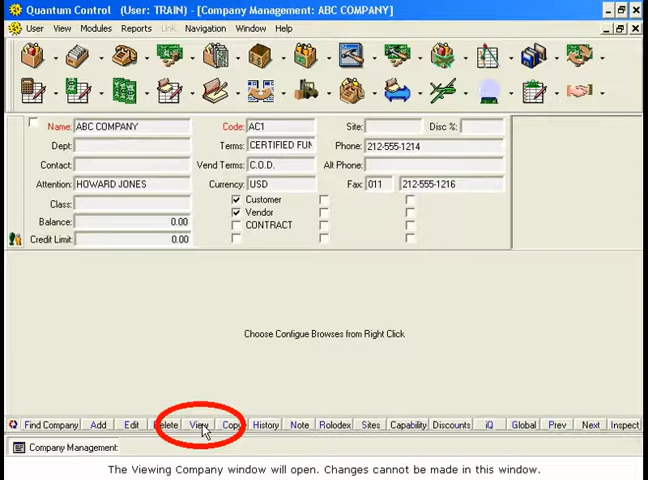 Quantum Control (User: TRAIN) - [Company Management: ABC COMPANY]
User View Modules Reports Link Navigation Window Help
Name: ABC COMPANY Code: AC1 Site: Disc %:
Dept: Terms: CERTIFIED FUN Phone: 212-555-1214
Contact: Vend Terms: C.O.D. Alt Phone:
Attention: HOWARD JONES Currency: USD Fax: 011 212-555-1216
Class: Customer
Balance: 0.00 Vendor
CONTRACT
Credit Limit: 0.00
Choose Configue Browses from Right Click
Find Company Add Edit Delete View Copy History Note Rolodex Sites Capability Discounts iQ Global Prev Next Inspect
Company Management:
The Viewing Company window will open. Changes cannot be made in this window.